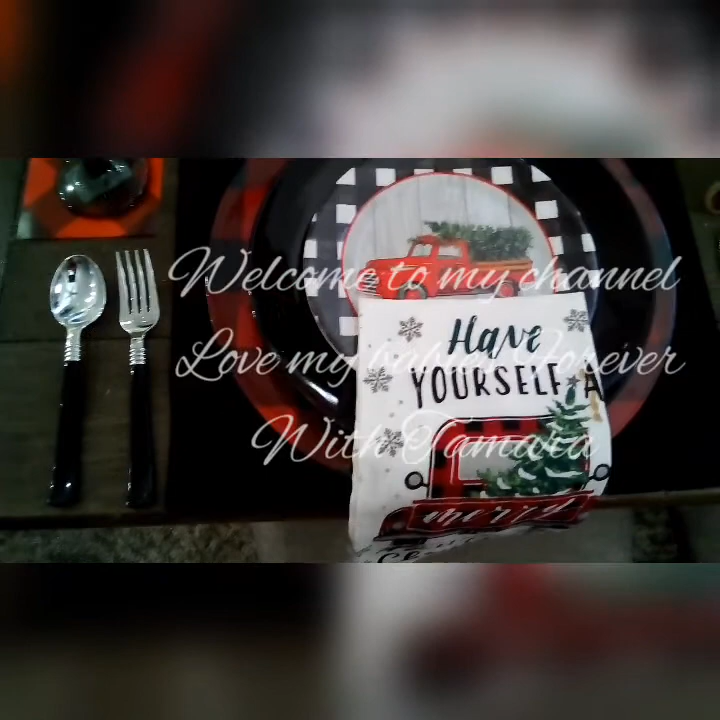 Welcome to my channel
Love my babies Forever
With Tamara
Have
YOURSELF A
merry